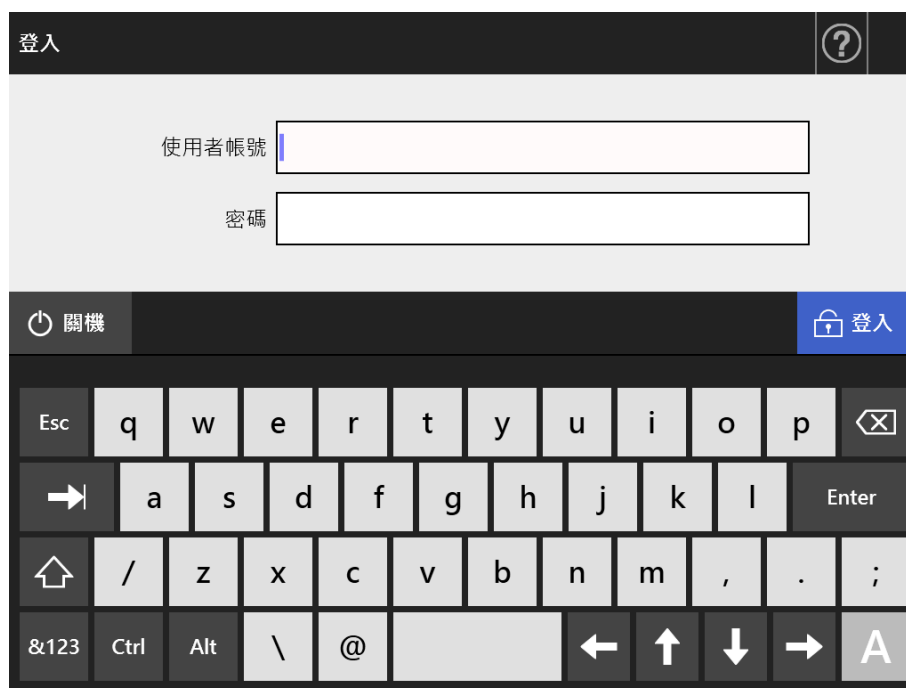 登入
?
使用者帳號
密碼
關機 登入
Esc q w e r t y u i o p
a s d f g h j k l Enter
/ z x c v b n m , . ;
&123 Ctrl Alt \ @ A